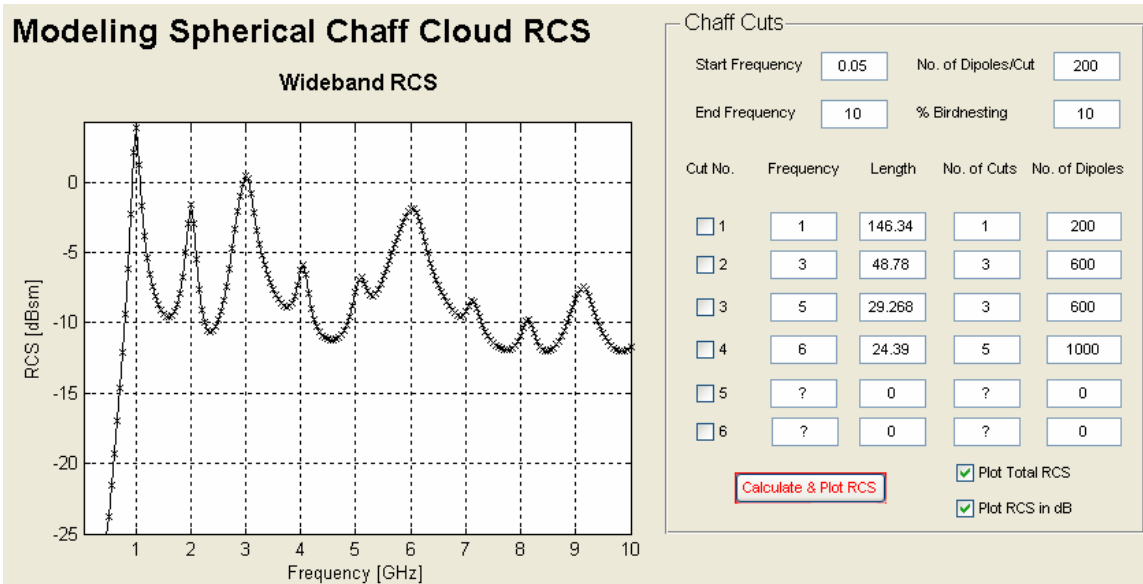 Modeling Spherical Chaff Cloud RCS
Wideband RCS
RCS [dBsm]
0
-5
-10
-15
-20
-25
1 2 3 4 5 6 7 8 9 10
Frequency [GHz]
Chaff Cuts
Start Frequency 0.05 No. of Dipoles/Cut 200
End Frequency 10 % Birdnesting 10
Cut No. Frequency Length No. of Cuts No. of Dipoles
1 1 146.34 1 200
2 3 48.78 3 600
3 5 29.268 3 600
4 6 24.39 5 1000
5 ? 0 ? 0
6 ? 0 ? 0
Calculate & Plot RCS
Plot Total RCS
Plot RCS in dB